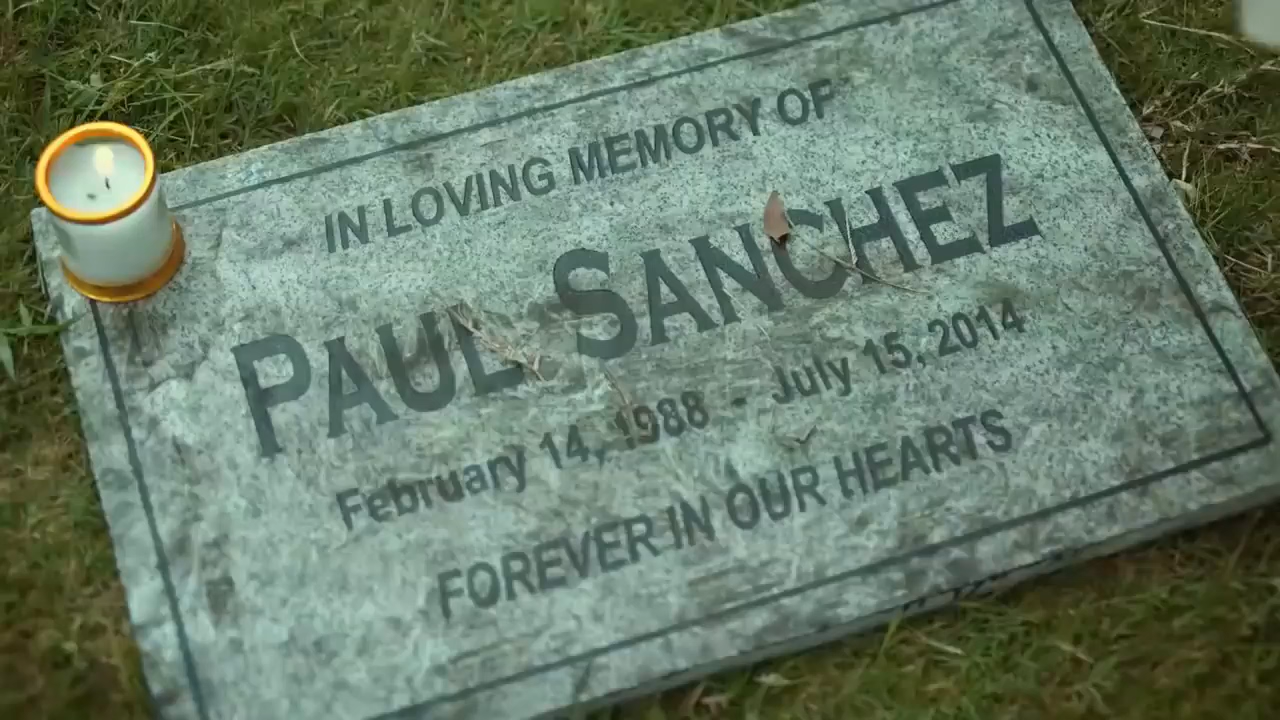 IN LOVING MEMORY OF
PAUL SANCHEZ
February 14, 1988 - July 15, 2014
FOREVER IN OUR HEARTS